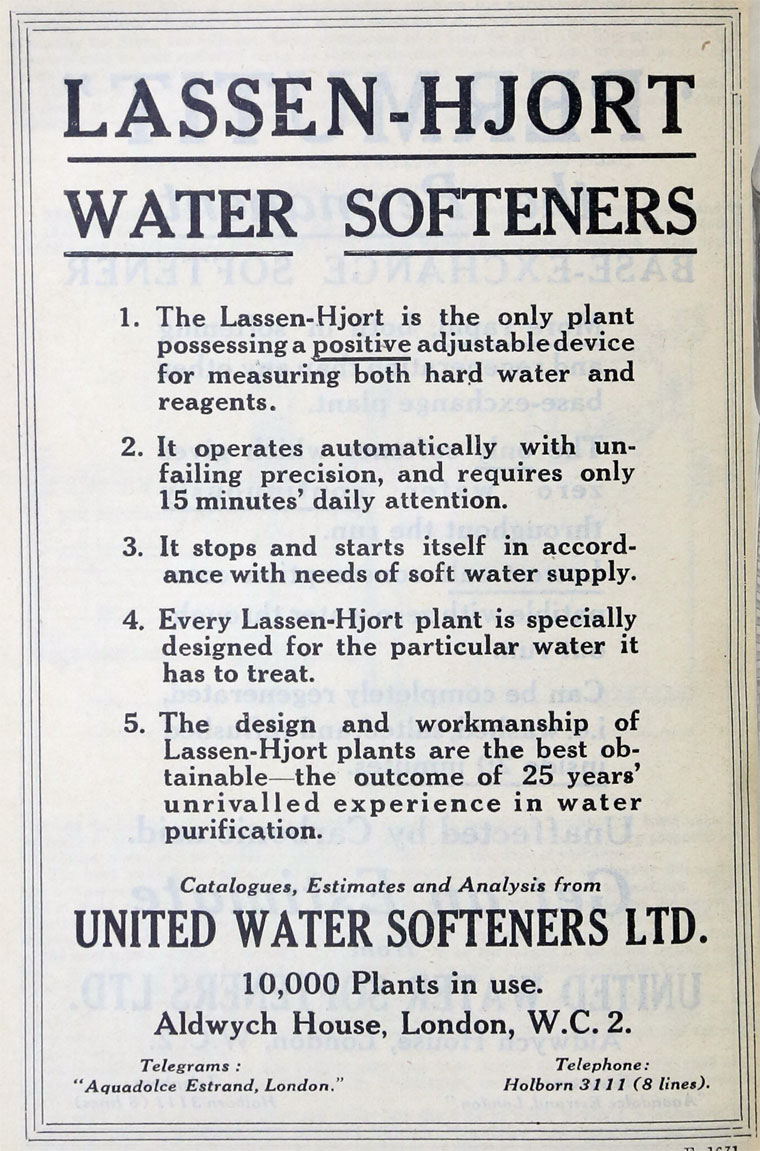 LASSEN-HJORT
WATER SOFTENERS
1. The Lassen-Hjort is the only plant
possessing a positive adjustable device
for measuring both hard water and
reagents.
2. It operates automatically with un-
failing precision, and requires only
15 minutes' daily attention.
3. It stops and starts itself in accord-
ance with needs of soft water supply.
4. Every Lassen-Hjort plant is specially
designed for the particular water it
has to treat.
5. The design and workmanship of
Lassen-Hjort plants are the best ob-
tainable—the outcome of 25 years'
unrivalled experience in water
purification.
Catalogues, Estimates and Analysis from
UNITED WATER SOFTENERS LTD.
10,000 Plants in use.
Aldwych House, London, W.C. 2.
Telegrams :
"Aquadolce Estrand, London."
Telephone:
Holborn 3111 (8 lines).